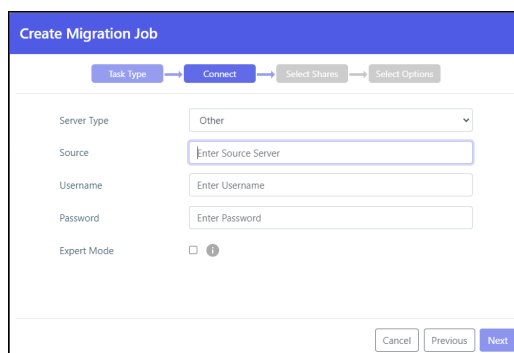 Create Migration Job
Task Type Connect Select Shares Select Options
Server Type Other
Source Enter Source Server
Username Enter Username
Password Enter Password
Expert Mode i
Cancel Previous Next